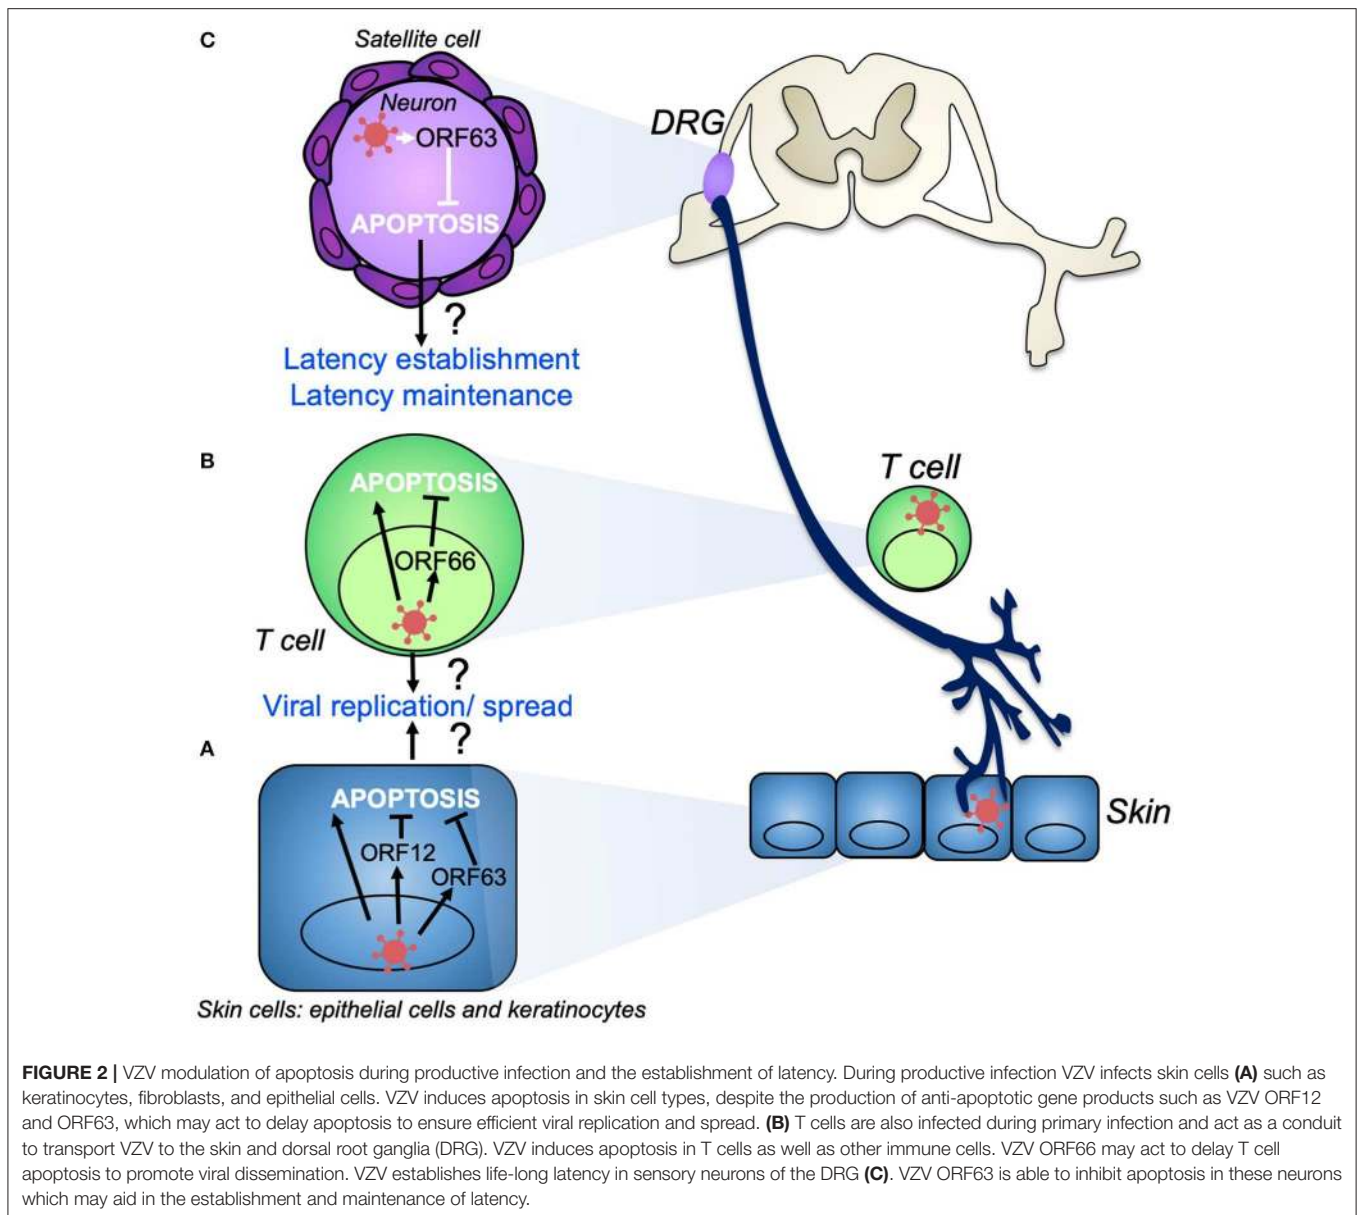 C
Satellite cell
Neuron
ORF63
APOPTOSIS
?
Latency establishment
Latency maintenance
DRG
B
APOPTOSIS
ORF66
T cell
T cell
?
Viral replication/ spread
?
A
APOPTOSIS
ORF12
ORF63
Skin
Skin cells: epithelial cells and keratinocytes
FIGURE 2 | VZV modulation of apoptosis during productive infection and the establishment of latency. During productive infection VZV infects skin cells (A) such as
keratinocytes, fibroblasts, and epithelial cells. VZV induces apoptosis in skin cell types, despite the production of anti-apoptotic gene products such as VZV ORF12
and ORF63, which may act to delay apoptosis to ensure efficient viral replication and spread. (B) T cells are also infected during primary infection and act as a conduit
to transport VZV to the skin and dorsal root ganglia (DRG). VZV induces apoptosis in T cells as well as other immune cells. VZV ORF66 may act to delay T cell
apoptosis to promote viral dissemination. VZV establishes life-long latency in sensory neurons of the DRG (C). VZV ORF63 is able to inhibit apoptosis in these neurons
which may aid in the establishment and maintenance of latency.